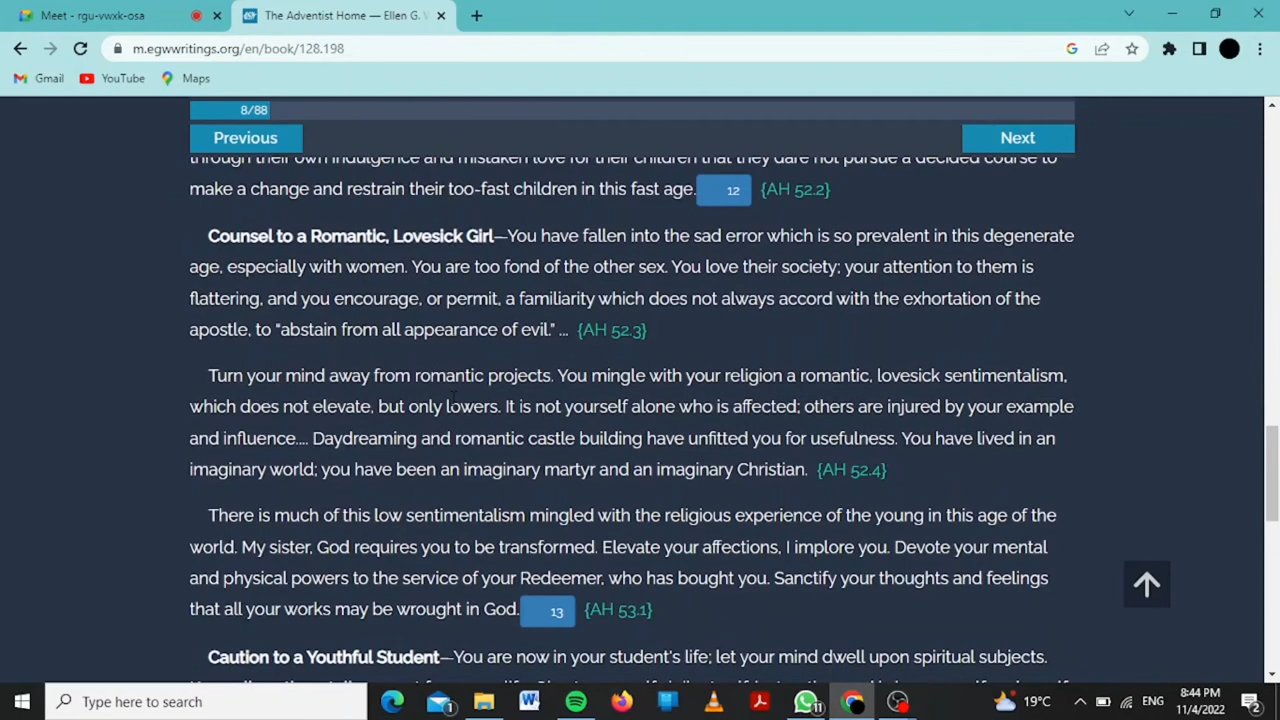 Meet - rgu-vwxk-osa
The Adventist Home — Ellen G. W
m.egwwritings.org/en/book/128.198
Gmail YouTube Maps
8/88
Previous Next
through their own indulgence and mistaken love for their children that they dare not pursue a decided course to
make a change and restrain their too-fast children in this fast age. 12 {AH 52.2}
Counsel to a Romantic, Lovesick Girl—You have fallen into the sad error which is so prevalent in this degenerate
age, especially with women. You are too fond of the other sex. You love their society; your attention to them is
flattering, and you encourage, or permit, a familiarity which does not always accord with the exhortation of the
apostle, to “abstain from all appearance of evil.” ... {AH 52.3}
Turn your mind away from romantic projects. You mingle with your religion a romantic, lovesick sentimentalism,
which does not elevate, but only lowers. It is not yourself alone who is affected; others are injured by your example
and influence.... Daydreaming and romantic castle building have unfitted you for usefulness. You have lived in an
imaginary world; you have been an imaginary martyr and an imaginary Christian. {AH 52.4}
There is much of this low sentimentalism mingled with the religious experience of the young in this age of the
world. My sister, God requires you to be transformed. Elevate your affections, I implore you. Devote your mental
and physical powers to the service of your Redeemer, who has bought you. Sanctify your thoughts and feelings
that all your works may be wrought in God. 13 {AH 53.1}
Caution to a Youthful Student—You are now in your student's life; let your mind dwell upon spiritual subjects.
Type here to search
1
11
19°C
ENG
8:44 PM
11/4/2022
2